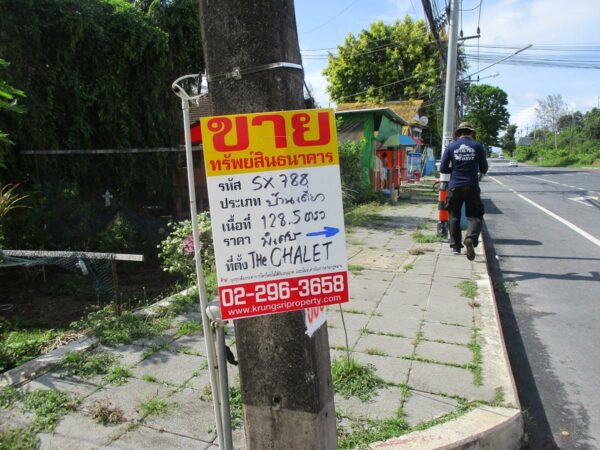 ขาย
ทรัพย์สินธนาคาร
รหัส SX 788
ประเภท บ้านเดี่ยว
เนื้อที่ 128.5 ตรว
ราคา พิเศษ
ที่ตั้ง The CHALET
02-296-3658
www.krungsriproperty.com